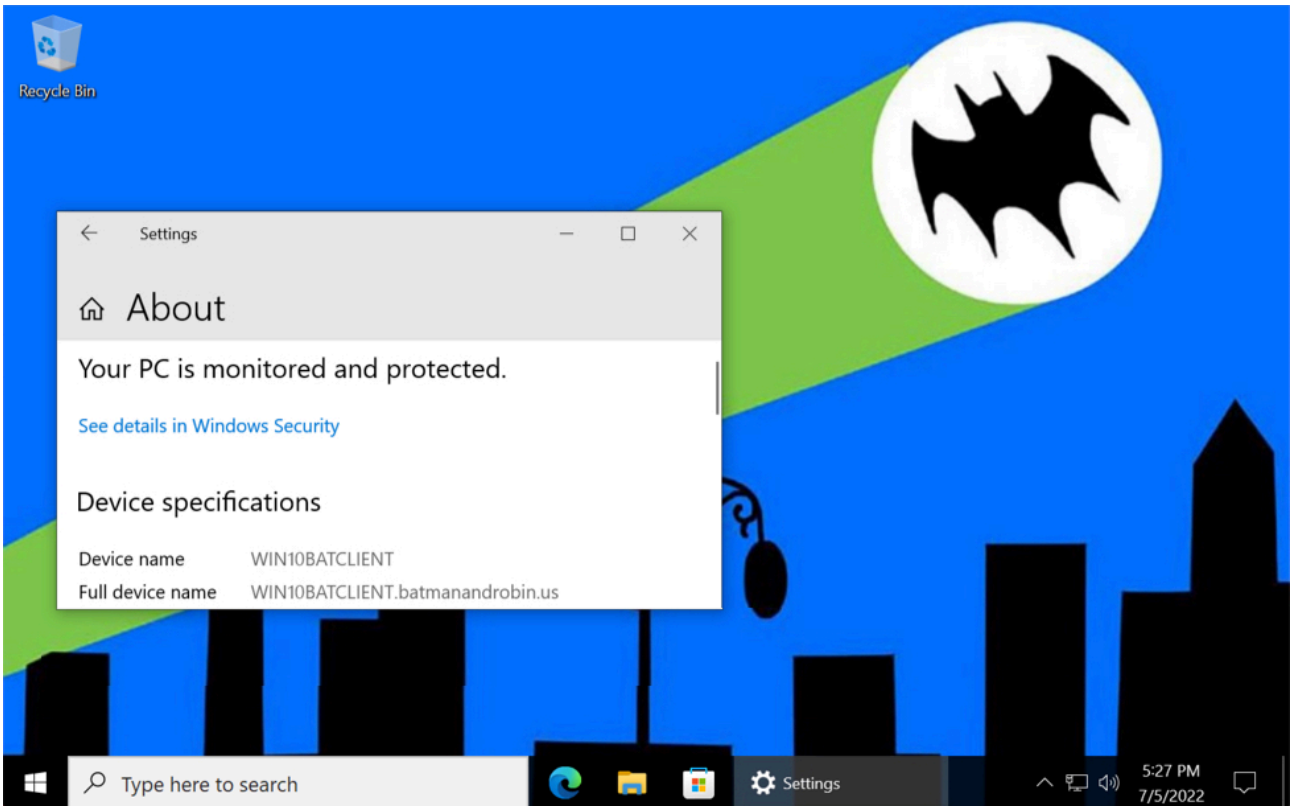 Recycle Bin
Settings
About
Your PC is monitored and protected.
See details in Windows Security
Device specifications
Device name WIN10BATCLIENT
Full device name WIN10BATCLIENT.batmanandrobin.us
Type here to search
Settings
5:27 PM
7/5/2022